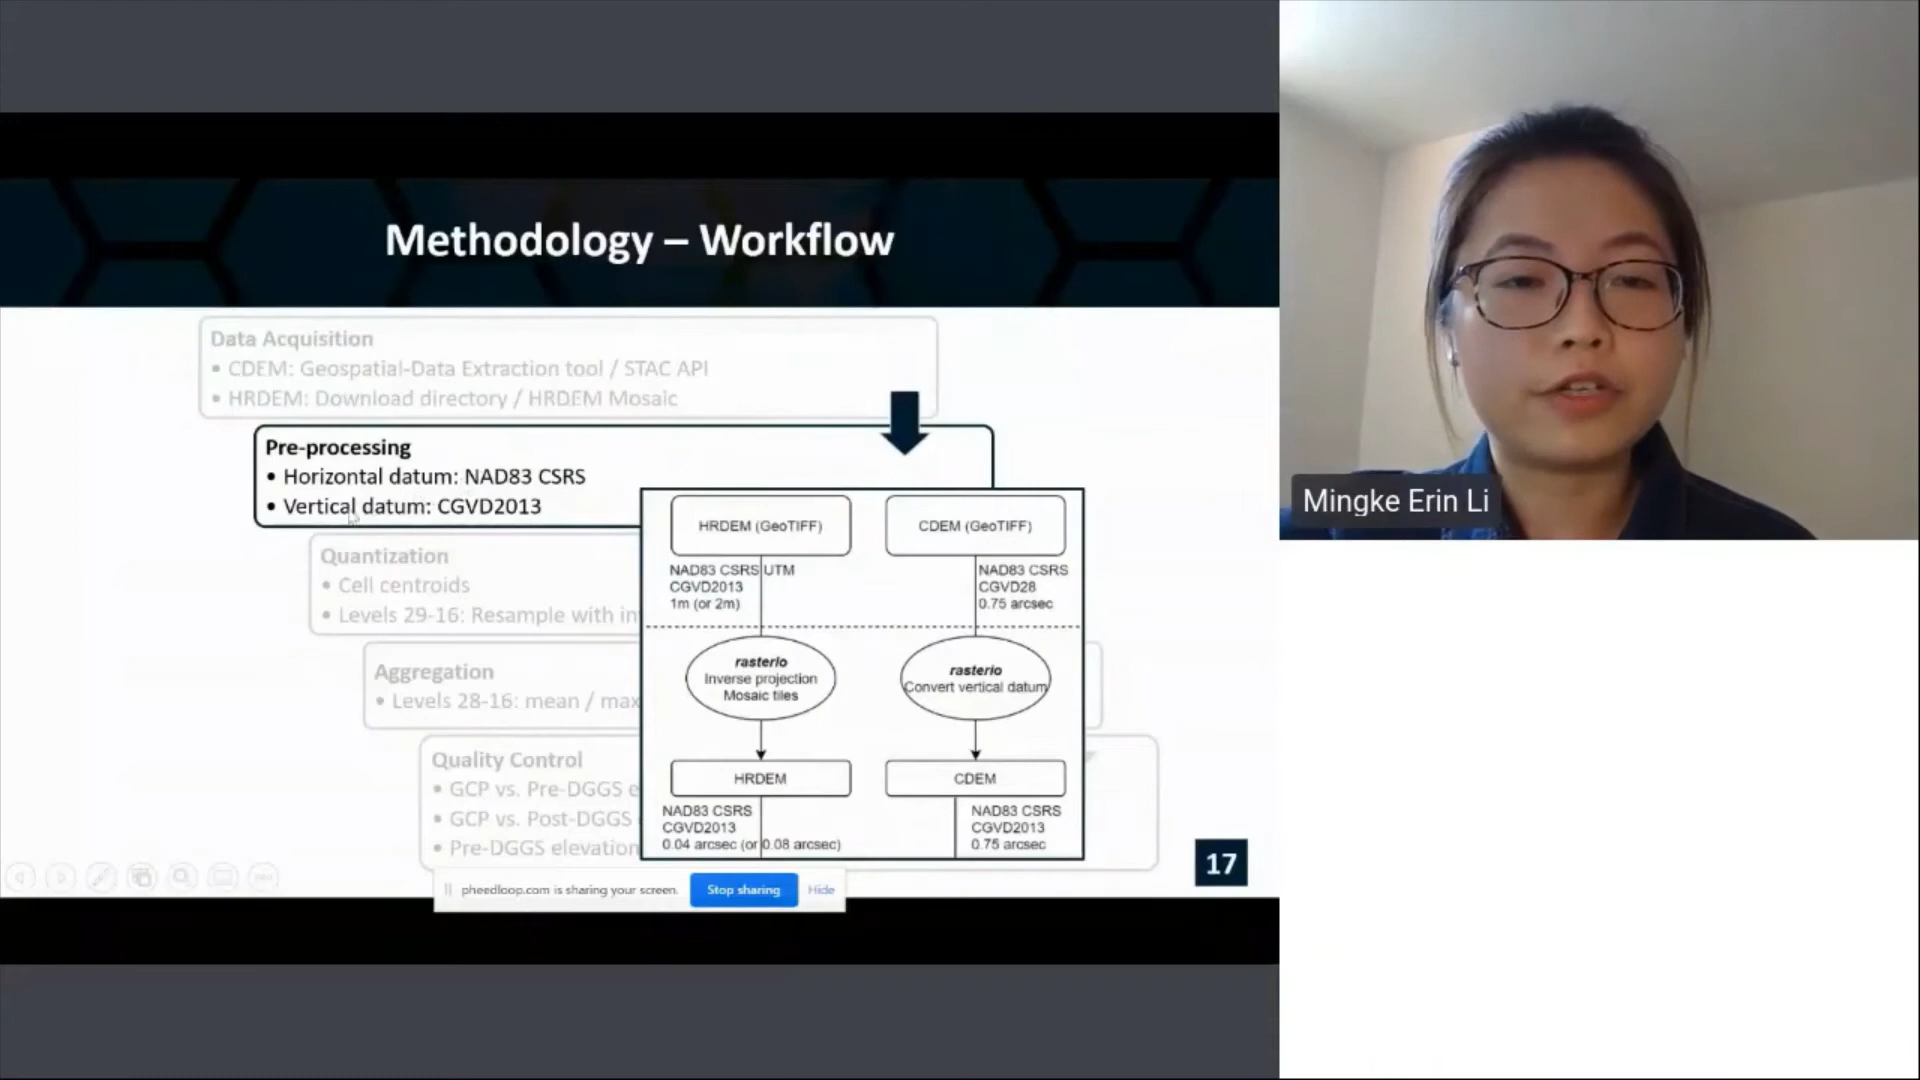 Methodology – Workflow
Data Acquisition
• CDEM: Geospatial-Data Extraction tool / STAC API
• HRDEM: Download directory / HRDEM Mosaic
Pre-processing
• Horizontal datum: NAD83 CSRS
• Vertical datum: CGVD2013
Quantization
• Cell centroids
• Levels 29-16: Resample with
Aggregation
• Levels 28-16: mean / max
Quality Control
• GCP vs. Pre-DGGS
• GCP vs. Post-DGGS
• Pre-DGGS elevation
HRDEM (GeoTIFF)
NAD83 CSRS UTM
CGVD2013
1m (or 2m)
rasterio
Inverse projection
Mosaic tiles
HRDEM
NAD83 CSRS
CGVD2013
0.04 arcsec (or 0.08 arcsec)
CDEM (GeoTIFF)
NAD83 CSRS
CGVD28
0.75 arcsec
rasterio
Convert vertical datum
CDEM
NAD83 CSRS
CGVD2013
0.75 arcsec
17
pheedloop.com is sharing your screen.
Stop sharing
Hide
Mingke Erin Li